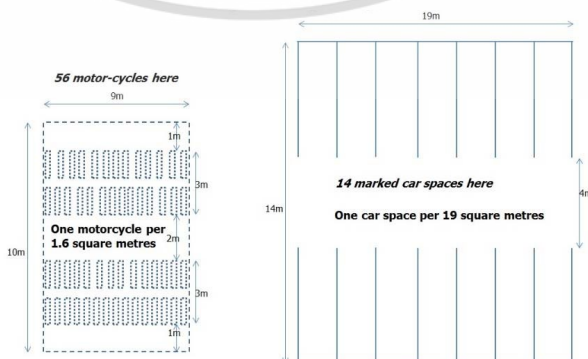 19m
56 motor-cycles here
9m
1m
3m
One motorcycle per
1.6 square metres
2m
10m
3m
1m
14 marked car spaces here
One car space per 19 square metres
14m
4m